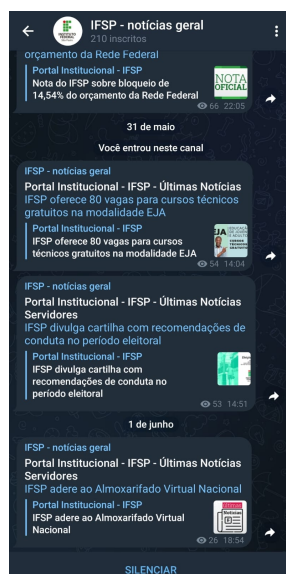 IFSP - notícias geral
210 inscritos
orçamento da Rede Federal
Portal Institucional - IFSP
Nota do IFSP sobre bloqueio de
14,54% do orçamento da Rede Federal
NOTA
OFICIAL
66 22:05
31 de maio
Você entrou neste canal
IFSP - notícias geral
Portal Institucional - IFSP - Últimas Notícias
IFSP oferece 80 vagas para cursos técnicos
gratuitos na modalidade EJA
Portal Institucional - IFSP
IFSP oferece 80 vagas para cursos
técnicos gratuitos na modalidade EJA
EJA
54 14:04
IFSP - notícias geral
Portal Institucional - IFSP - Últimas Notícias
Servidores
IFSP divulga cartilha com recomendações de
conduta no período eleitoral
Portal Institucional - IFSP
IFSP divulga cartilha com
recomendações de conduta no
período eleitoral
53 14:51
1 de junho
IFSP - notícias geral
Portal Institucional - IFSP - Últimas Notícias
Servidores
IFSP adere ao Almoxarifado Virtual Nacional
Portal Institucional - IFSP
IFSP adere ao Almoxarifado Virtual
Nacional
Notícias
26 18:54
SILENCIAR